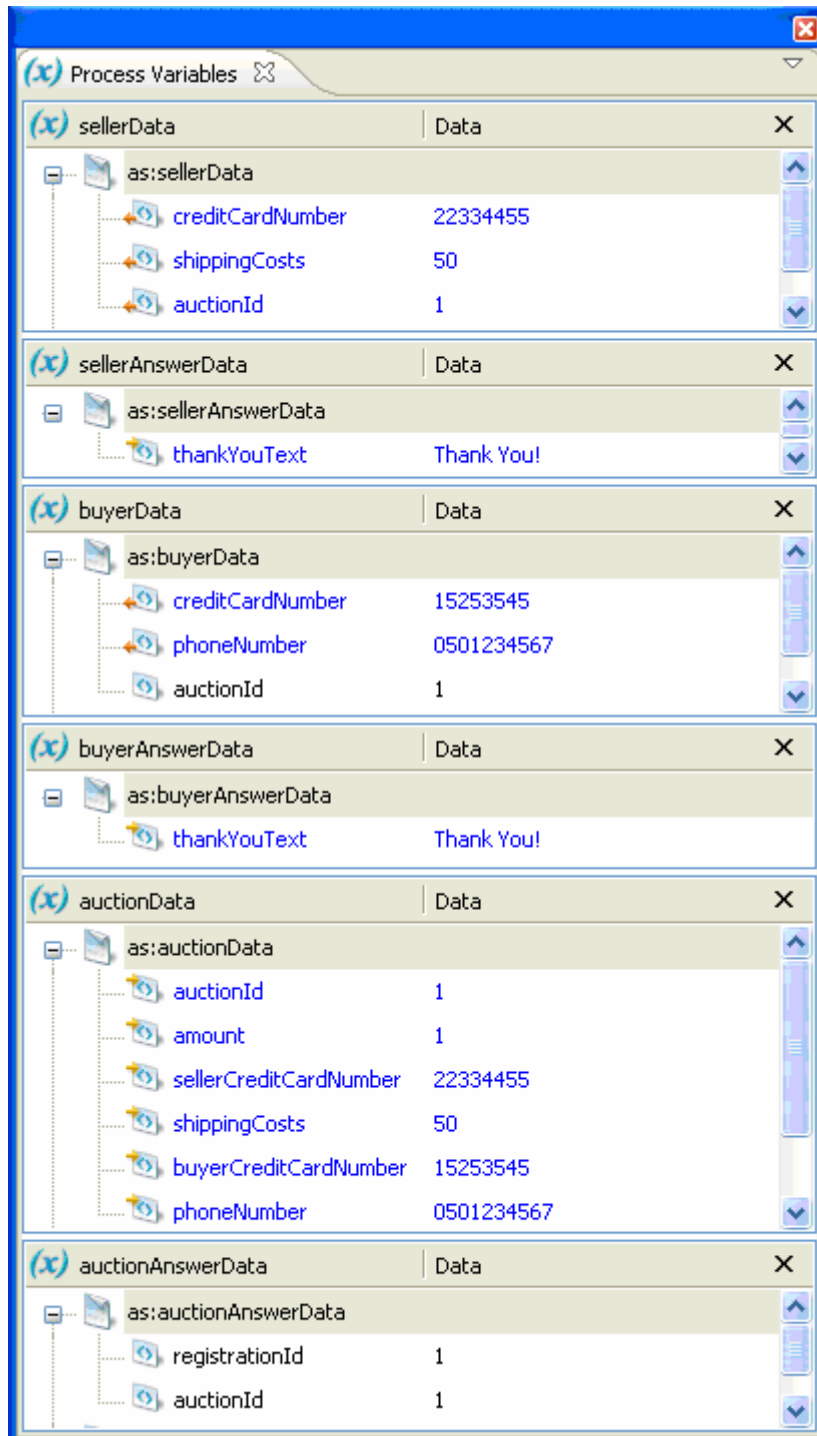 (x) Process Variables
(x) sellerData Data
as:sellerData
creditCardNumber 22334455
shippingCosts 50
auctionId 1
(x) sellerAnswerData Data
as:sellerAnswerData
thankYouText Thank You!
(x) buyerData Data
as:buyerData
creditCardNumber 15253545
phoneNumber 0501234567
auctionId 1
(x) buyerAnswerData Data
as:buyerAnswerData
thankYouText Thank You!
(x) auctionData Data
as:auctionData
auctionId 1
amount 1
sellerCreditCardNumber 22334455
shippingCosts 50
buyerCreditCardNumber 15253545
phoneNumber 0501234567
(x) auctionAnswerData Data
as:auctionAnswerData
registrationId 1
auctionId 1